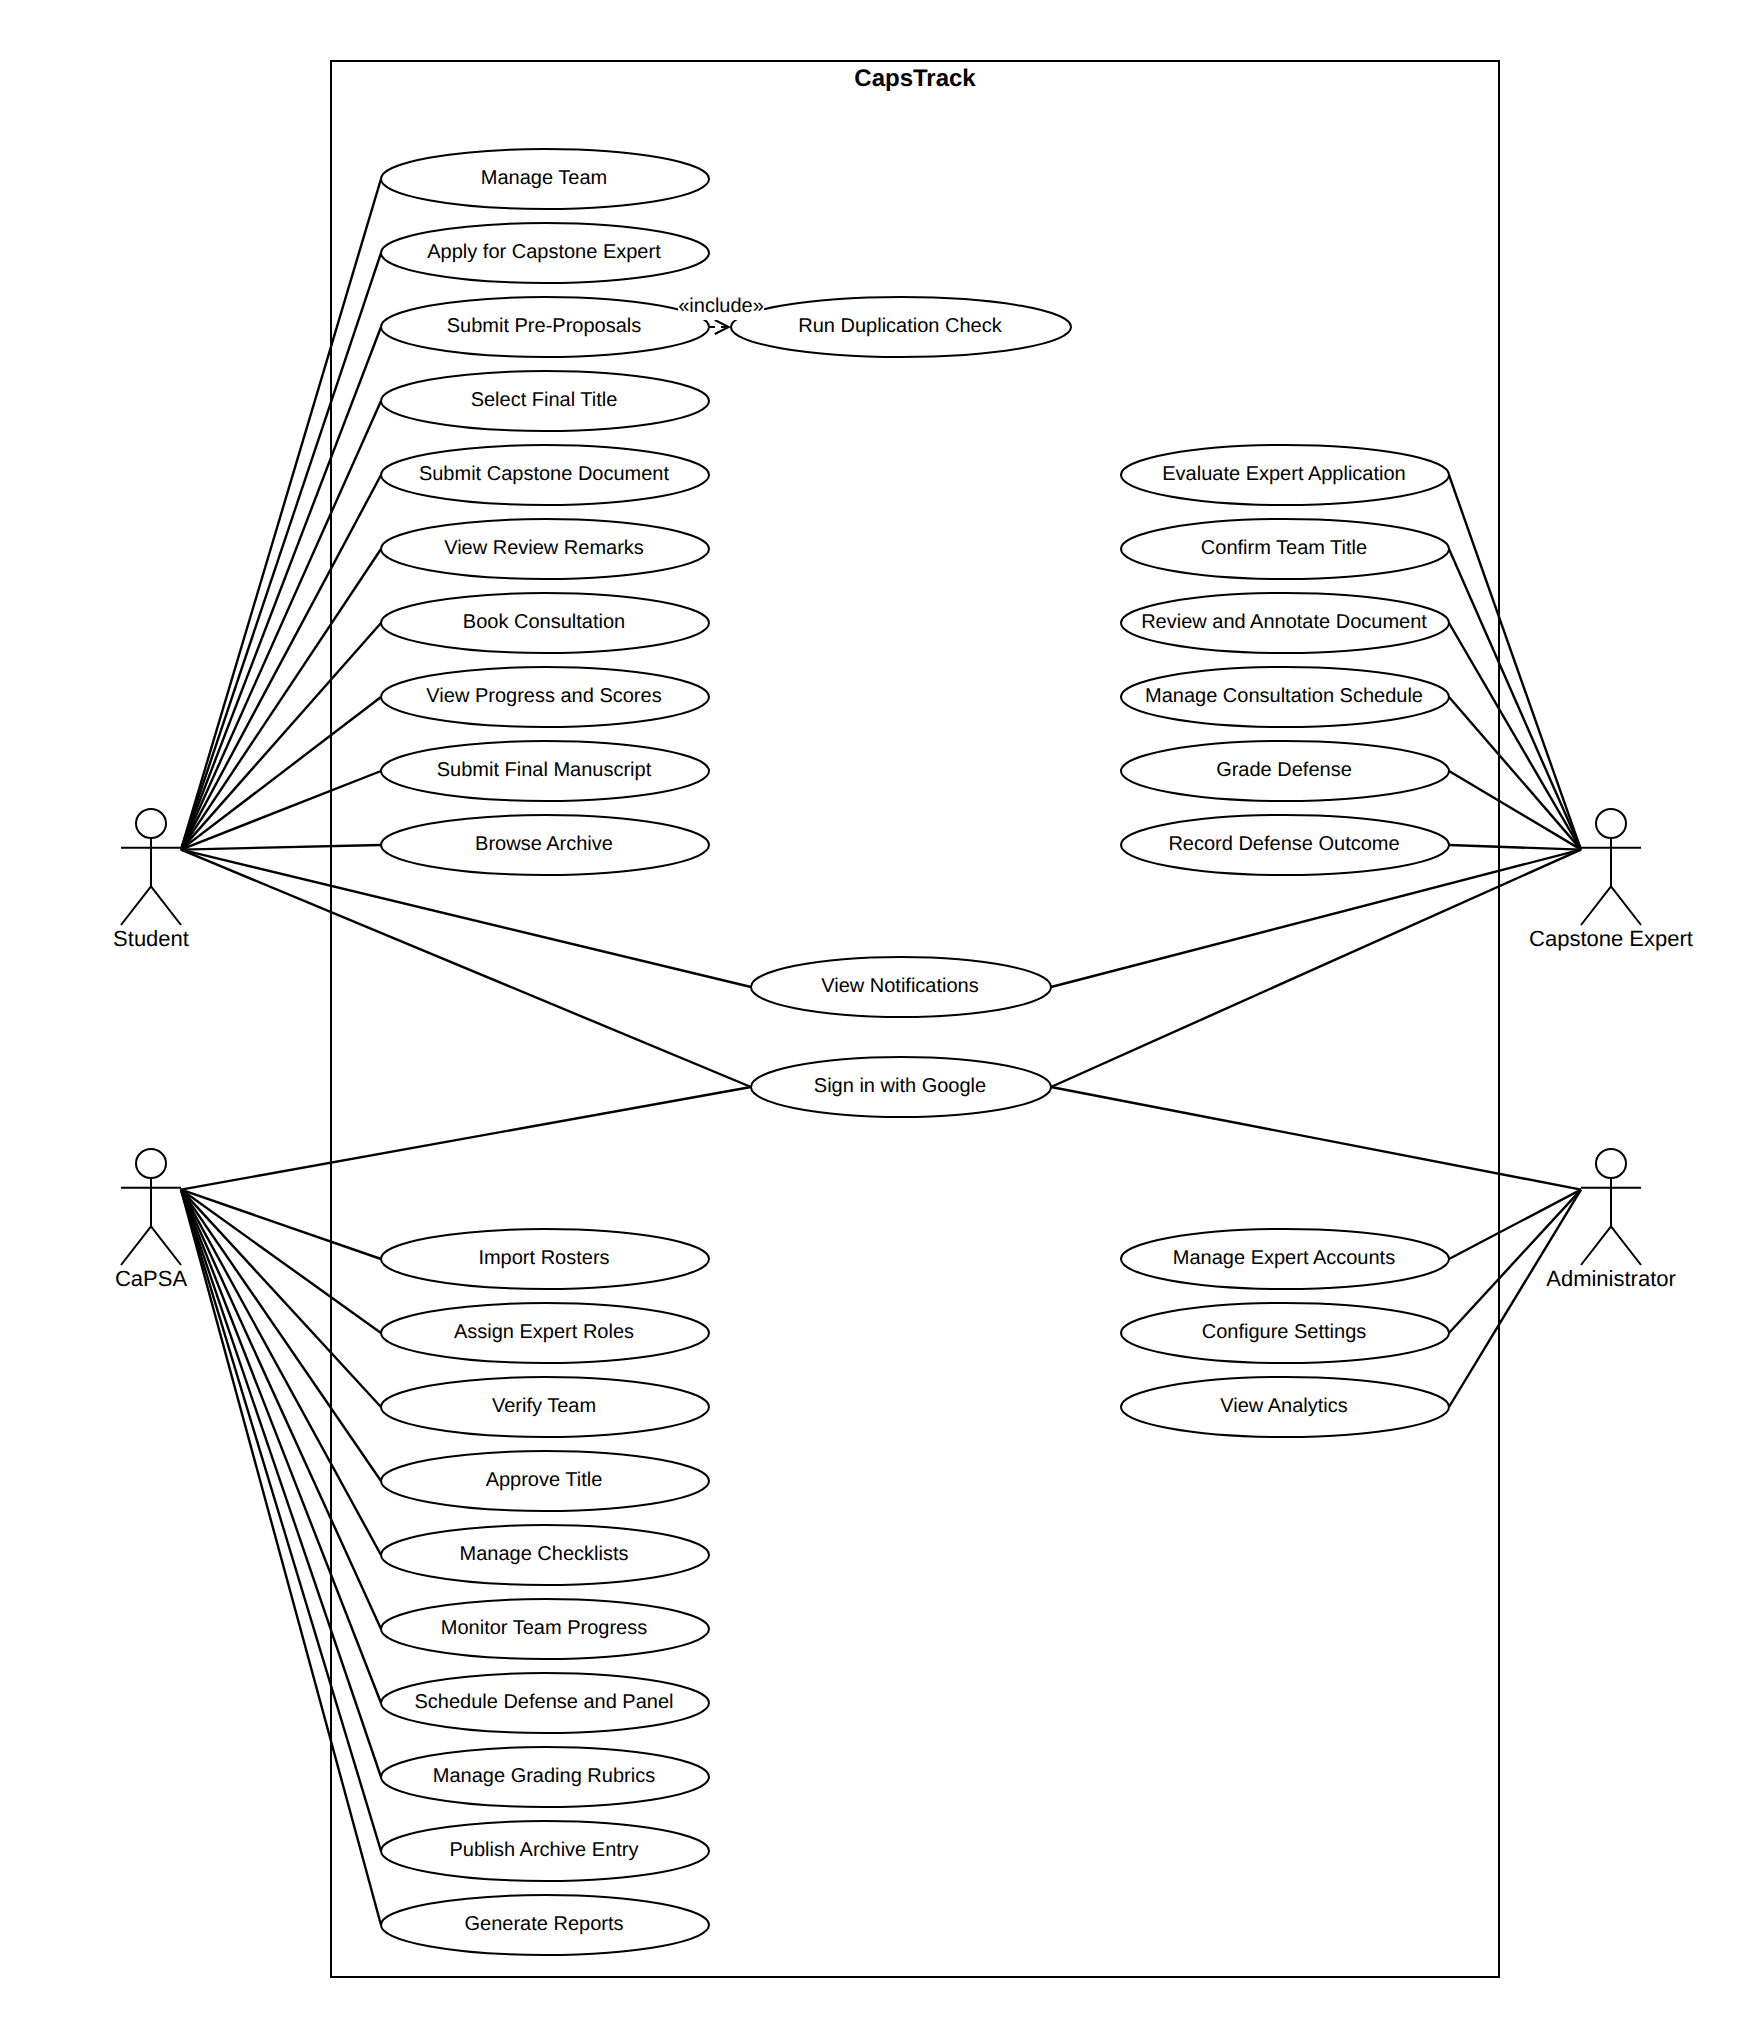 CapsTrack
Manage Team
Apply for Capstone Expert
«include»
Submit Pre-Proposals
Run Duplication Check
Select Final Title
Submit Capstone Document
Evaluate Expert Application
View Review Remarks
Confirm Team Title
Book Consultation
Review and Annotate Document
View Progress and Scores
Manage Consultation Schedule
Submit Final Manuscript
Grade Defense
Browse Archive
Record Defense Outcome
Student
Capstone Expert
View Notifications
Sign in with Google
CaPSA
Administrator
Import Rosters
Manage Expert Accounts
Assign Expert Roles
Configure Settings
Verify Team
View Analytics
Approve Title
Manage Checklists
Monitor Team Progress
Schedule Defense and Panel
Manage Grading Rubrics
Publish Archive Entry
Generate Reports